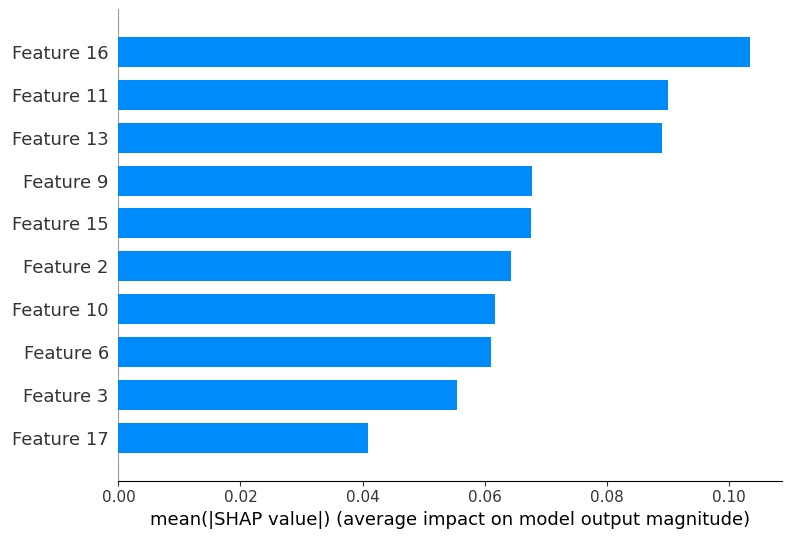 Feature 16
Feature 11
Feature 13
Feature 9
Feature 15
Feature 2
Feature 10
Feature 6
Feature 3
Feature 17
0.00 0.02 0.04 0.06 0.08 0.10
mean(|SHAP value|) (average impact on model output magnitude)